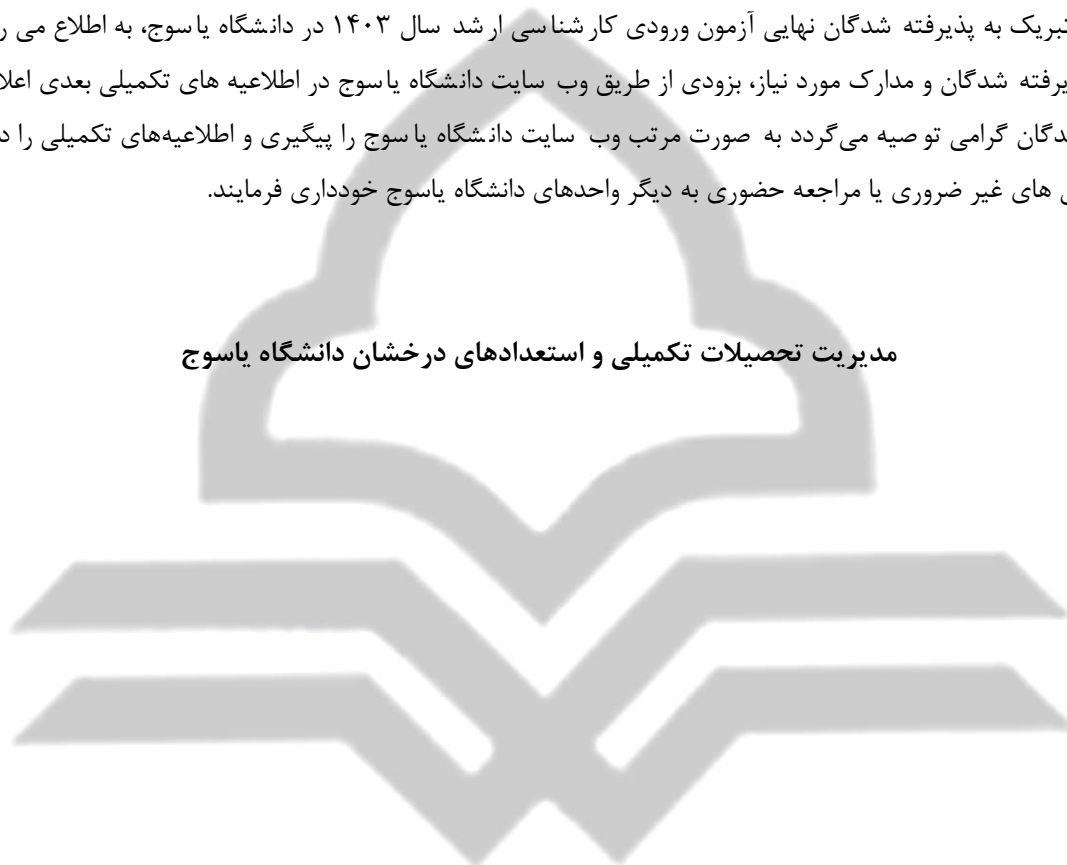 تبریک به پذیرفته شدگان نهایی آزمون ورودی کارشناسی ارشد سال ۱۴۰۳ در دانشگاه یاسوج، به اطلاع می
شدگان و مدارک مورد نیاز، بزودی از طریق وب سایت دانشگاه یاسوج در اطلاعیه های تکمیلی بعدی
گرامی توصیه می‌گردد به صورت مرتب وب سایت دانشگاه یاسوج را پیگیری و اطلاعیه‌های تکمیلی را
های غیر ضروری یا مراجعه حضوری به دیگر واحدهای دانشگاه یاسوج خودداری فرمایند.
مدیریت تحصیلات تکمیلی و استعدادهای درخشان دانشگاه یاسوج